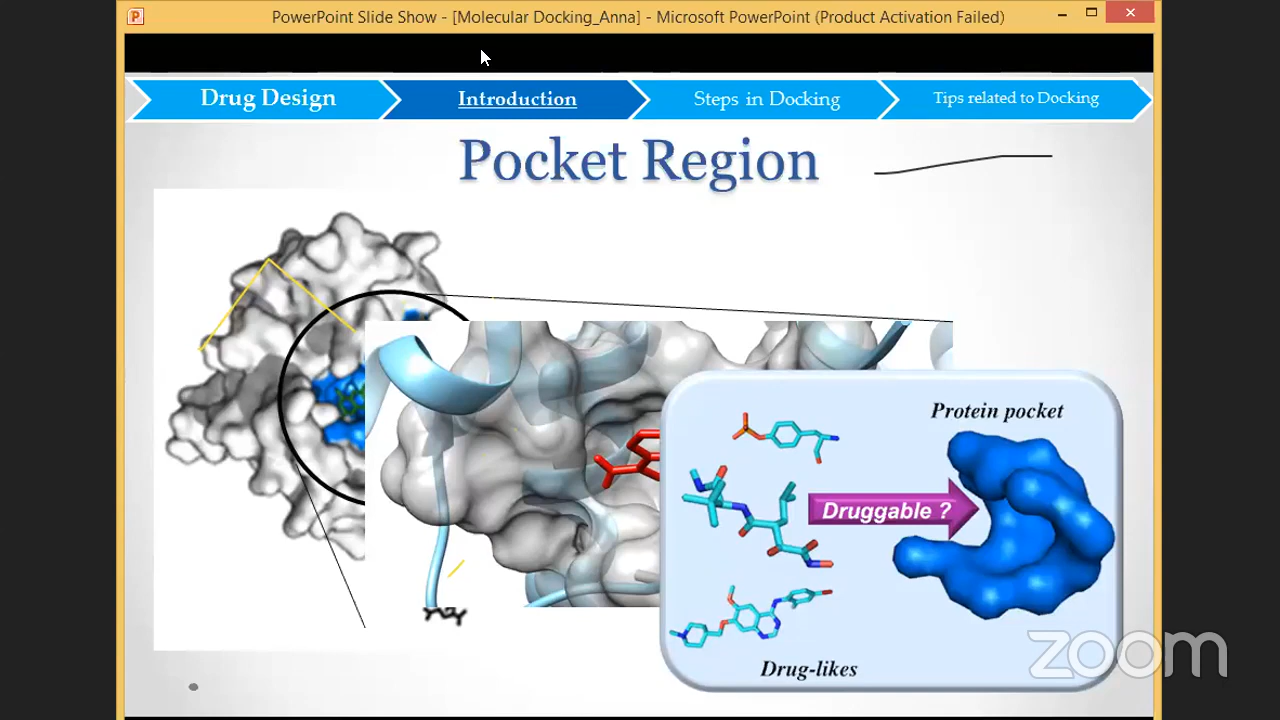 PowerPoint Slide Show - [Molecular Docking_Anna] - Microsoft PowerPoint (Product Activation Failed)
Drug Design
Introduction
Steps in Docking
Tips related to Docking
Pocket Region
Protein pocket
Druggable ?
Drug-likes
zoom